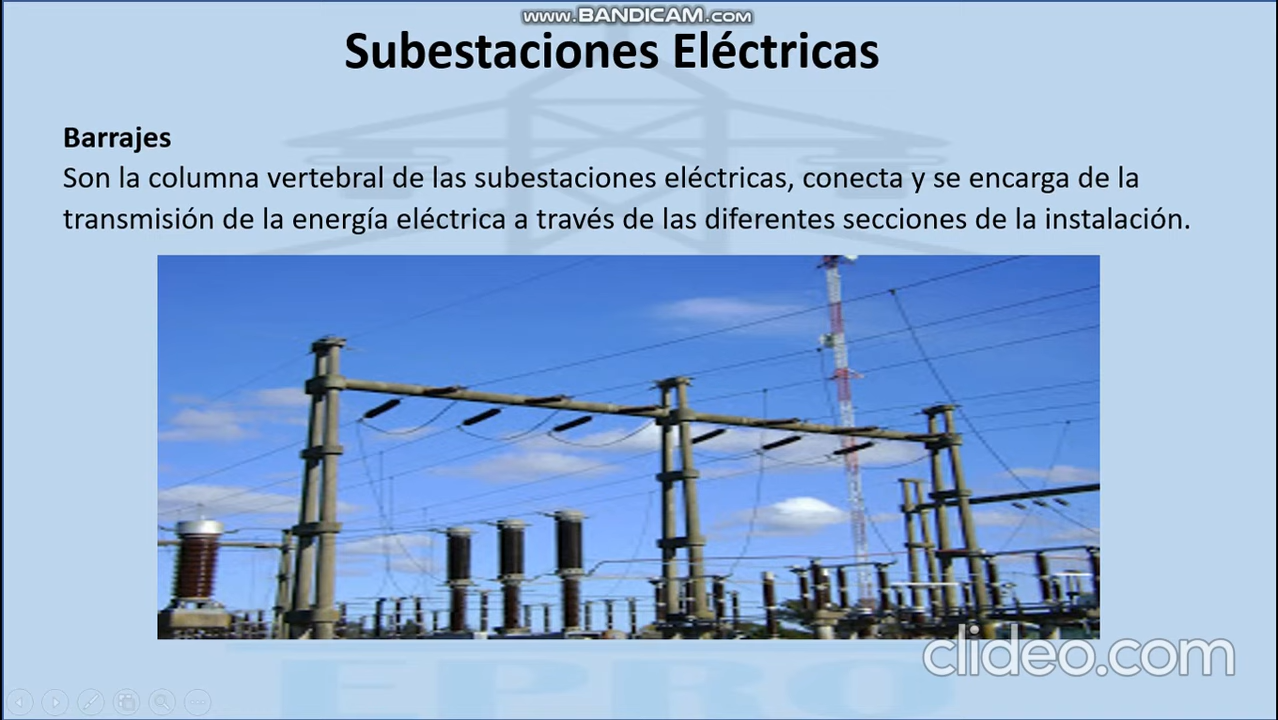 www.BANDICAM.com
Subestaciones Eléctricas
Barrajes
Son la columna vertebral de las subestaciones eléctricas, conecta y se encarga de la
transmisión de la energía eléctrica a través de las diferentes secciones de la instalación.
clideo.com
EPRO